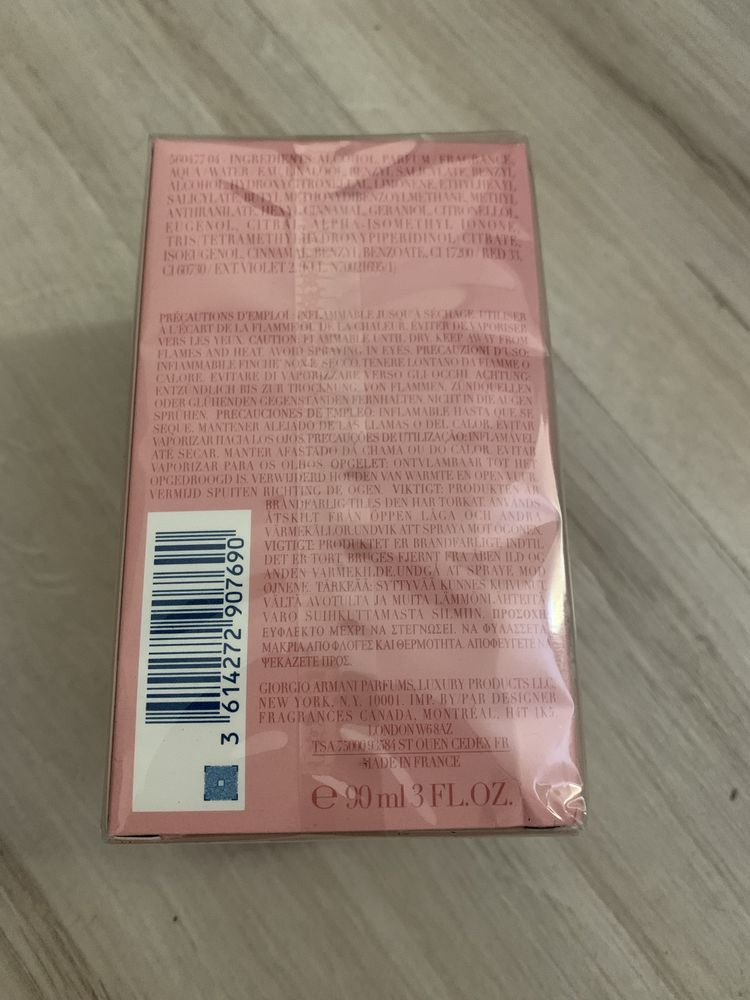 560477 04 - INGREDIENTS: ALCOHOL, PARFUM / FRAGRANCE,
AQUA / WATER / EAU, LINALOOL, BENZYL SALICYLATE, BENZYL
ALCOHOL, HYDROXYCITRONELLAL, LIMONENE, ETHYLHEXYL
SALICYLATE, BUTYL METHOXYDIBENZOYLMETHANE, METHYL
ANTHRANILATE, HEXYL CINNAMAL, GERANIOL, CITRONELLOL,
EUGENOL, CITRAL, ALPHA-ISOMETHYL IONONE,
TRIS(TETRAMETHYLHYDROXYPIPERIDINOL) CITRATE,
ISOEUGENOL, CINNAMAL, BENZYL BENZOATE, CI 17200 / RED 33,
CI 60730 / EXT. VIOLET 2, (F.I.L. N70021695/1)
PRÉCAUTIONS D'EMPLOI: INFLAMMABLE JUSQU'À SÉCHAGE. UTILISER
À L'ÉCART DE LA FLAMME OU DE LA CHALEUR. ÉVITER DE VAPORISER
VERS LES YEUX. CAUTION: FLAMMABLE UNTIL DRY. KEEP AWAY FROM
FLAMES AND HEAT. AVOID SPRAYING IN EYES. PRECAUZIONI D'USO:
INFIAMMABILE FINCHE' NON E' SECCO. TENERE LONTANO DA FIAMME O
CALORE. EVITARE DI VAPORIZZARE VERSO GLI OCCHI. ACHTUNG:
ENTZÜNDLICH BIS ZUR TROCKNUNG. VON FLAMMEN, ZÜNDQUELLEN
ODER GLÜHENDEN GEGENSTÄNDEN FERNHALTEN. NICHT IN DIE AUGEN
SPRÜHEN. PRECAUCIONES DE EMPLEO: INFLAMABLE HASTA QUE SE
SEQUE. MANTENER ALEJADO DE LAS LLAMAS O DEL CALOR. EVITAR
VAPORIZAR HACIA LOS OJOS. PRECAUÇÕES DE UTILIZAÇÃO: INFLAMÁVEL
ATÉ SECAR. MANTER AFASTADO DA CHAMA OU DO CALOR. EVITAR
VAPORIZAR PARA OS OLHOS. OPGELET: ONTVLAMBAAR TOT HET
OPGEDROOGD IS. VERWIJDERD HOUDEN VAN WARMTE EN OPEN VUUR.
VERMIJD SPUITEN RICHTING DE OGEN. VIKTIGT: PRODUKTEN ÄR
BRANDFARLIG TILLS DEN HAR TORKAT. ANVÄNDS
ÅTSKILT FRÅN ÖPPEN LÅGA OCH ANDRA
VÄRMEKÄLLOR. UNDVIK ATT SPRAYA MOT ÖGONEN.
VIGTIGT: PRODUKTET ER BRANDFARLIGT, INDTIL
DET ER TØRT. BRUGES FJERNT FRA ÅBEN ILD OG
ANDEN VARMEKILDE. UNDGÅ AT SPRAYE MOD
ØJNENE. TÄRKEÄÄ: SYTTYVÄÄ KUNNES KUIVUNUT.
VÄLTÄ AVOTULTA JA MUITA LÄMMÖNLÄHTEITÄ.
VARO SUIHKUTTAMASTA SILMIIN. ΠΡΟΣΟΧΗ:
ΕΥΦΛΕΚΤΟ ΜΕΧΡΙ ΝΑ ΣΤΕΓΝΩΣΕΙ. ΝΑ ΦΥΛΑΣΣΕΤΑΙ
ΜΑΚΡΙΑ ΑΠΟ ΦΛΟΓΕΣ ΚΑΙ ΘΕΡΜΟΤΗΤΑ. ΑΠΟΦΕΥΓΕΤΕ ΝΑ
ΨΕΚΑΖΕΤΕ ΠΡΟΣ
3 614272 907690
GIORGIO ARMANI PARFUMS, LUXURY PRODUCTS LLC,
NEW YORK, N.Y. 10001. IMP. BY/PAR DESIGNER
FRAGRANCES CANADA, MONTRÉAL, H4T 1K5.
LONDON W6 8AZ
TSA 75000 93584 ST OUEN CEDEX FR
MADE IN FRANCE
℮ 90 ml 3 FL.OZ.